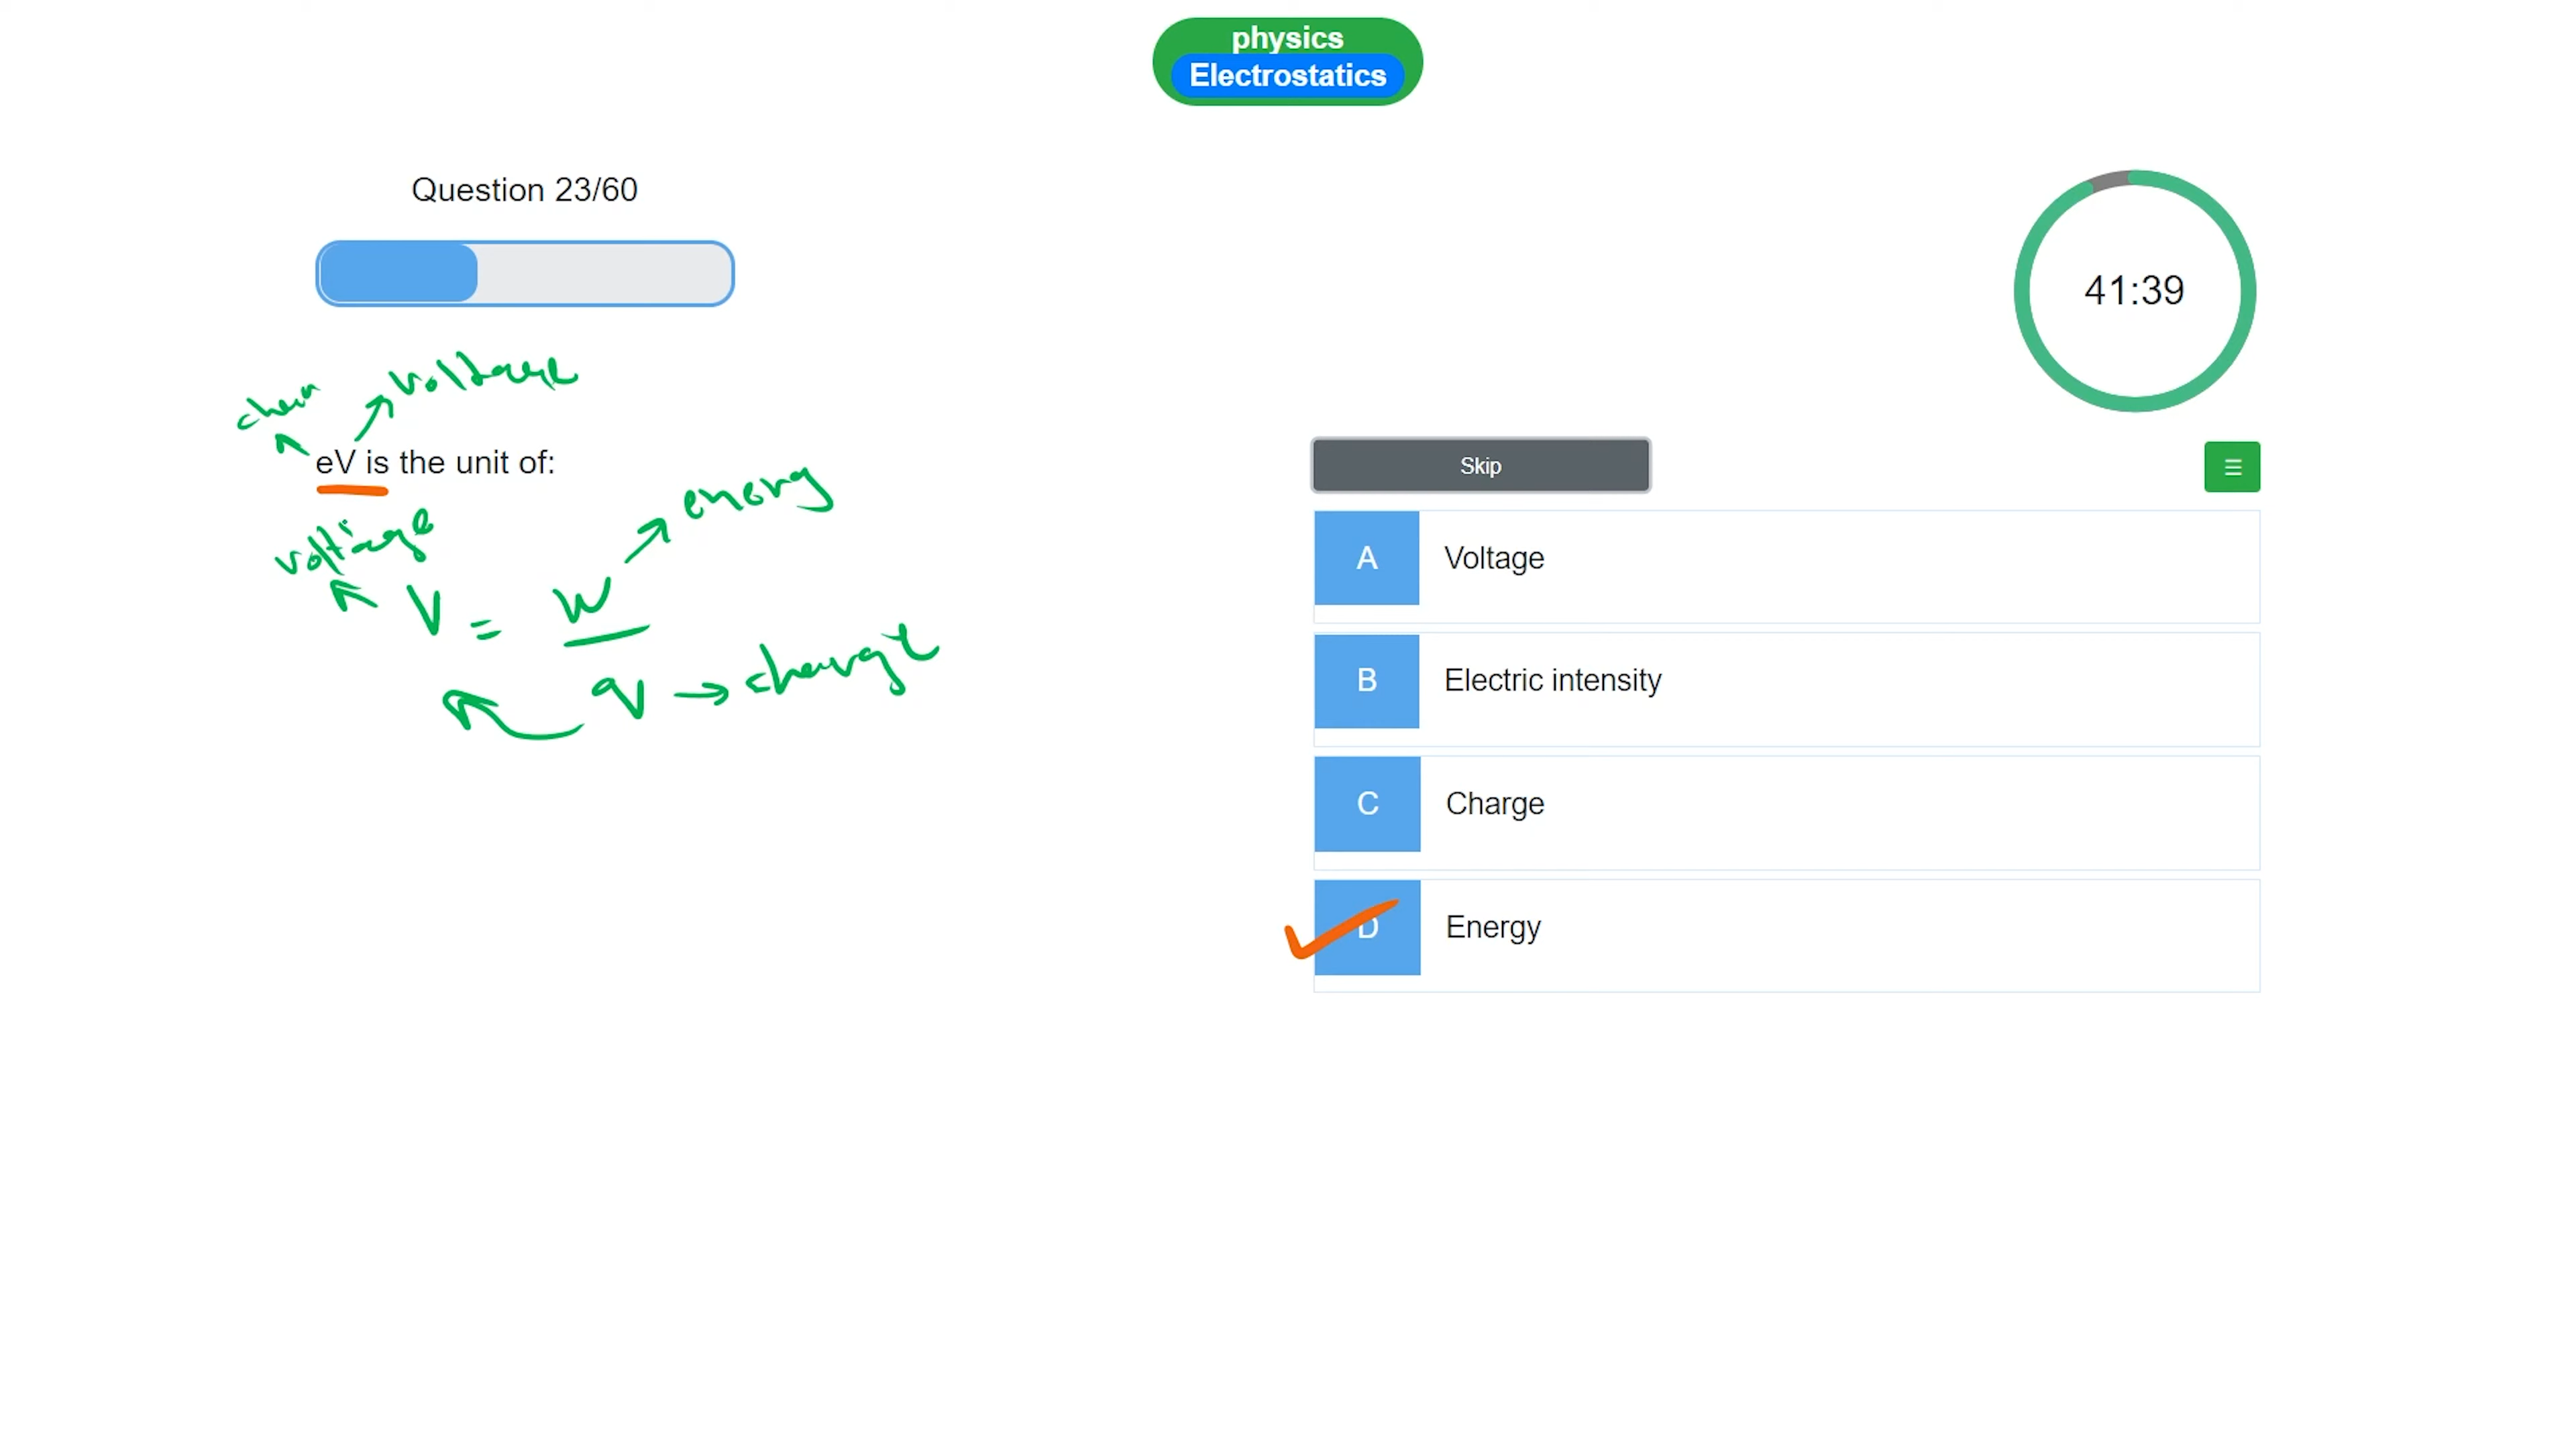 physics
Electrostatics
Question 23/60
41:39
voltage
eV is the unit of:
Skip
☰
energy
voltage
V = W
q → charge
A Voltage
B Electric intensity
C Charge
D Energy